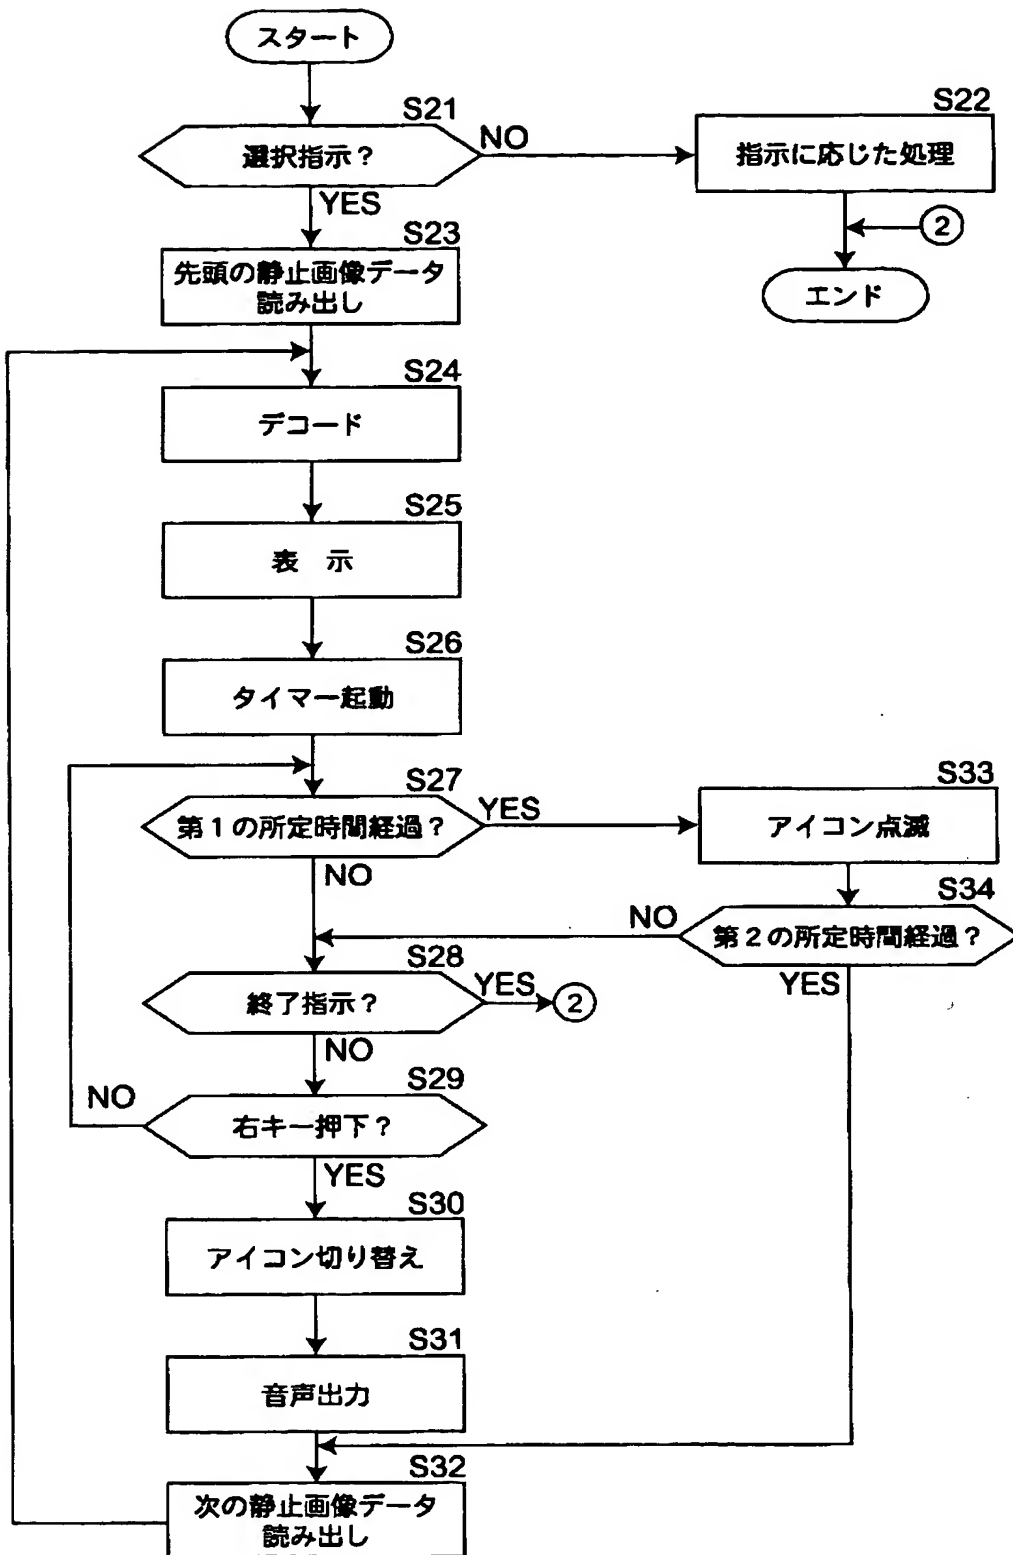 スタート
S21
選択指示？
NO
S22
指示に応じた処理
②
エンド
YES
S23
先頭の静止画像データ
読み出し
S24
デコード
S25
表　示
S26
タイマー起動
S27
第１の所定時間経過？
YES
S33
アイコン点滅
NO
S34
第２の所定時間経過？
NO
YES
S28
終了指示？
YES
②
NO
S29
右キー押下？
NO
YES
S30
アイコン切り替え
S31
音声出力
S32
次の静止画像データ
読み出し